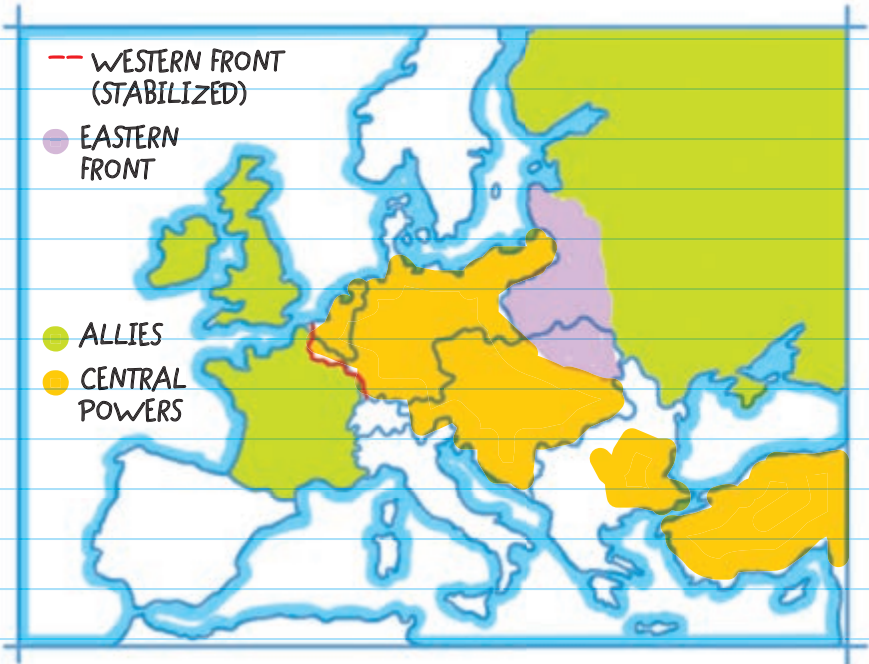 WESTERN FRONT
(STABILIZED)
EASTERN
FRONT
ALLIES
CENTRAL
POWERS